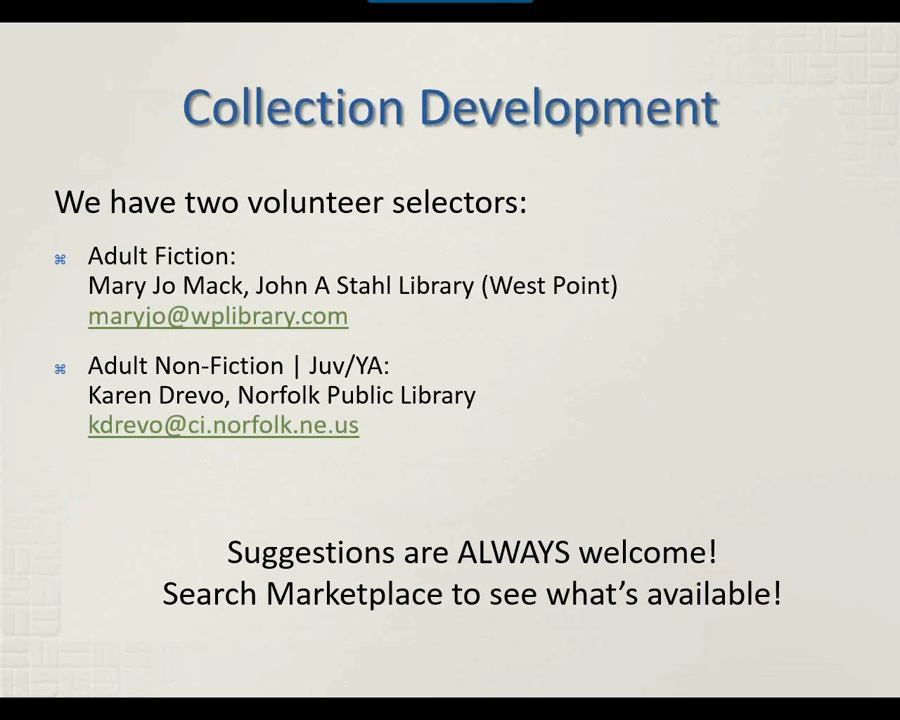 Collection Development
We have two volunteer selectors:
⌘ Adult Fiction:
Mary Jo Mack, John A Stahl Library (West Point)
maryjo@wplibrary.com
⌘ Adult Non-Fiction | Juv/YA:
Karen Drevo, Norfolk Public Library
kdrevo@ci.norfolk.ne.us
Suggestions are ALWAYS welcome!
Search Marketplace to see what’s available!